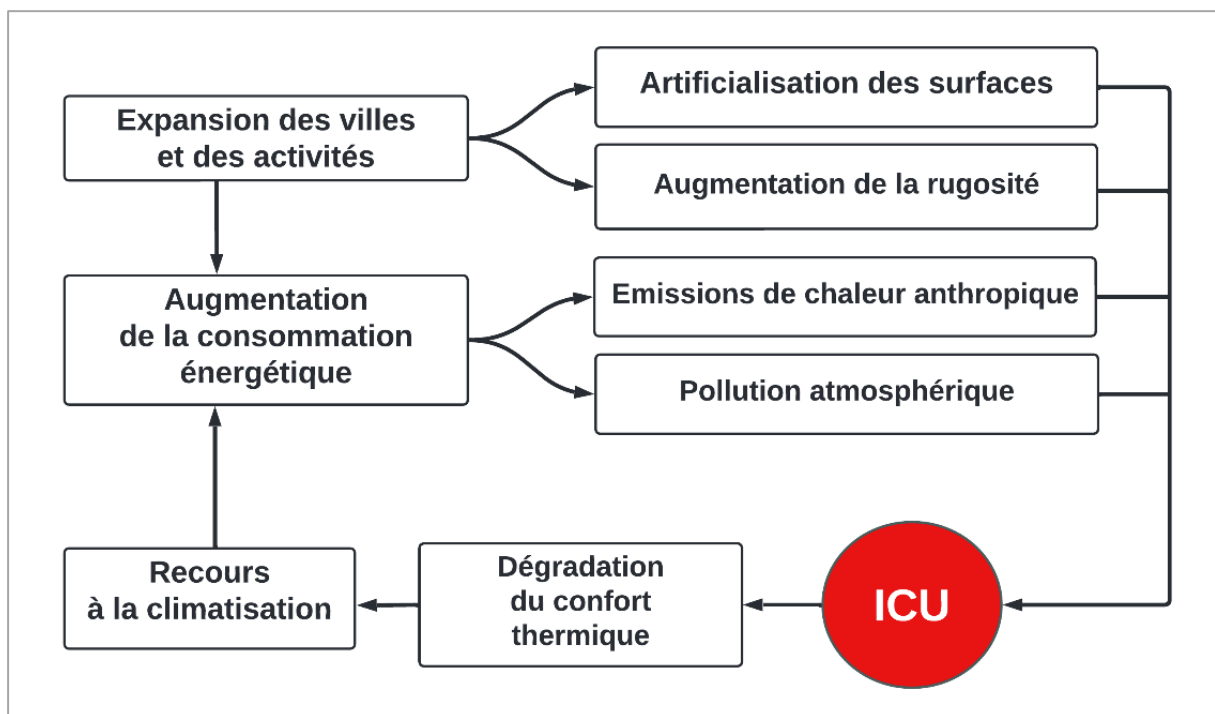 Expansion des villes
et des activités
Artificialisation des surfaces
Augmentation de la rugosité
Augmentation
de la consommation
énergétique
Emissions de chaleur anthropique
Pollution atmosphérique
Recours
à la climatisation
Dégradation
du confort
thermique
ICU